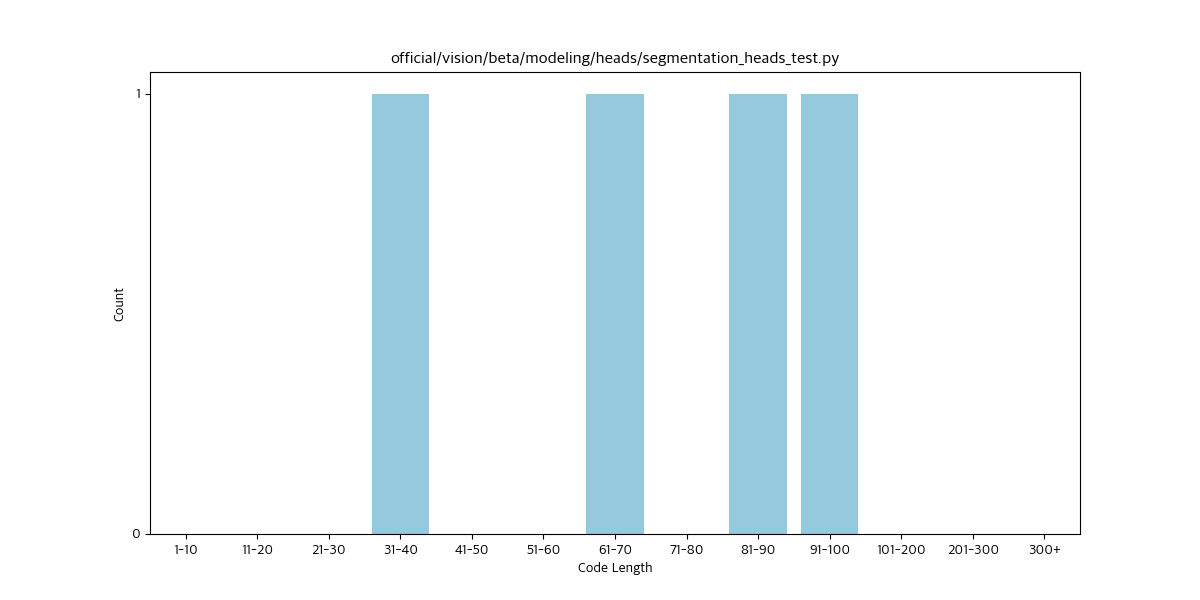 official/vision/beta/modeling/heads/segmentation_heads_test.py
1
Count
0
1-10 11-20 21-30 31-40 41-50 51-60 61-70 71-80 81-90 91-100 101-200 201-300 300+
Code Length